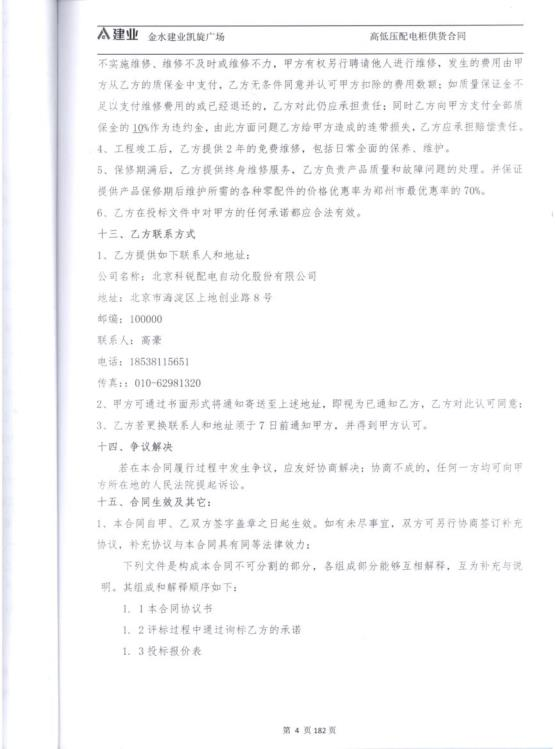 建业 金水建业凯旋广场 高低压配电柜供货合同
不实施维修、维修不及时或维修不力，甲方有权另行聘请他人进行维修，发生的费用由甲
方从乙方的质保金中支付，乙方无条件同意并认可甲方扣除的费用数额；如质量保证金不
足以支付维修费用的或已经退还的，乙方对此仍应承担责任；同时乙方向甲方支付全部质
保金的 10%作为违约金，由此方面问题乙方给甲方造成的连带损失，乙方应承担赔偿责任。
4、工程竣工后，乙方提供 2 年的免费维修，包括日常全面的保养、维护。
5、保修期满后，乙方提供终身维修服务，乙方负责产品质量和故障问题的处理。并保证
提供产品保修期后维护所需的各种零配件的价格优惠率为郑州市最优惠率的 70%。
6、乙方在投标文件中对甲方的任何承诺都应合法有效。
十三、乙方联系方式
1、乙方提供如下联系人和地址：
公司名称：北京科锐配电自动化股份有限公司
地址：北京市海淀区上地创业路 8 号
邮编：100000
联系人：高豪
电话：18538115651
传真：：010-62981320
2、甲方可通过书面形式将通知寄送至上述地址，即视为已通知乙方，乙方对此认可同意；
3、乙方若更换联系人和地址须于 7 日前通知甲方，并得到甲方认可。
十四、争议解决
若在本合同履行过程中发生争议，应友好协商解决；协商不成的，任何一方均可向甲
方所在地的人民法院提起诉讼。
十五、合同生效及其它：
1、本合同自甲、乙双方签字盖章之日起生效。如有未尽事宜，双方可另行协商签订补充
协议，补充协议与本合同具有同等法律效力；
下列文件是构成本合同不可分割的部分，各组成部分能够互相解释，互为补充与说
明。其组成和解释顺序如下：
1．1 本合同协议书
1．2 评标过程中通过询标乙方的承诺
1．3 投标报价表
第 4 页 182 页